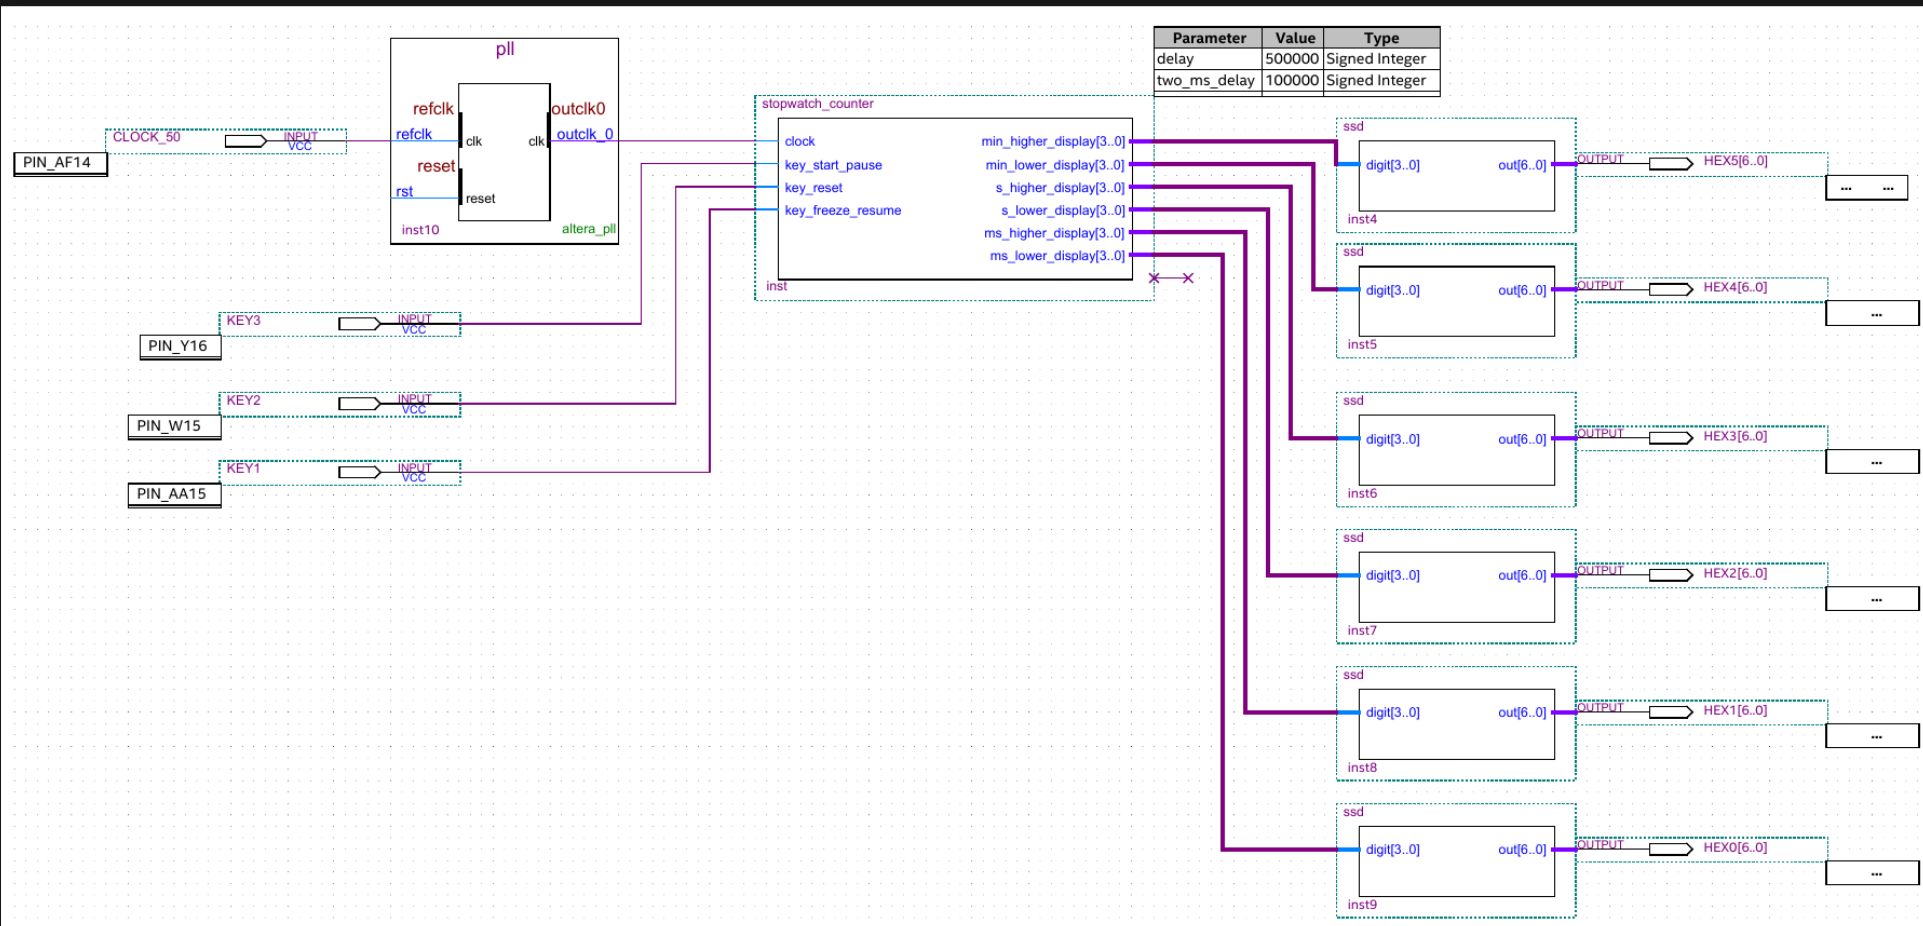 pll
refclk
outclk0
refclk
clk
clk
outclk_0
reset
rst
reset
inst10
altera_pll
CLOCK_50
INPUT
VCC
PIN_AF14
Parameter Value Type
delay 500000 Signed Integer
two_ms_delay 100000 Signed Integer
stopwatch_counter
clock min_higher_display[3..0]
key_start_pause min_lower_display[3..0]
key_reset s_higher_display[3..0]
key_freeze_resume s_lower_display[3..0]
ms_higher_display[3..0]
ms_lower_display[3..0]
inst
KEY3
INPUT
VCC
PIN_Y16
KEY2
INPUT
VCC
PIN_W15
KEY1
INPUT
VCC
PIN_AA15
ssd
digit[3..0] out[6..0]
inst4
OUTPUT
HEX5[6..0]
... ...
ssd
digit[3..0] out[6..0]
inst5
OUTPUT
HEX4[6..0]
...
ssd
digit[3..0] out[6..0]
inst6
OUTPUT
HEX3[6..0]
...
ssd
digit[3..0] out[6..0]
inst7
OUTPUT
HEX2[6..0]
...
ssd
digit[3..0] out[6..0]
inst8
OUTPUT
HEX1[6..0]
...
ssd
digit[3..0] out[6..0]
inst9
OUTPUT
HEX0[6..0]
...